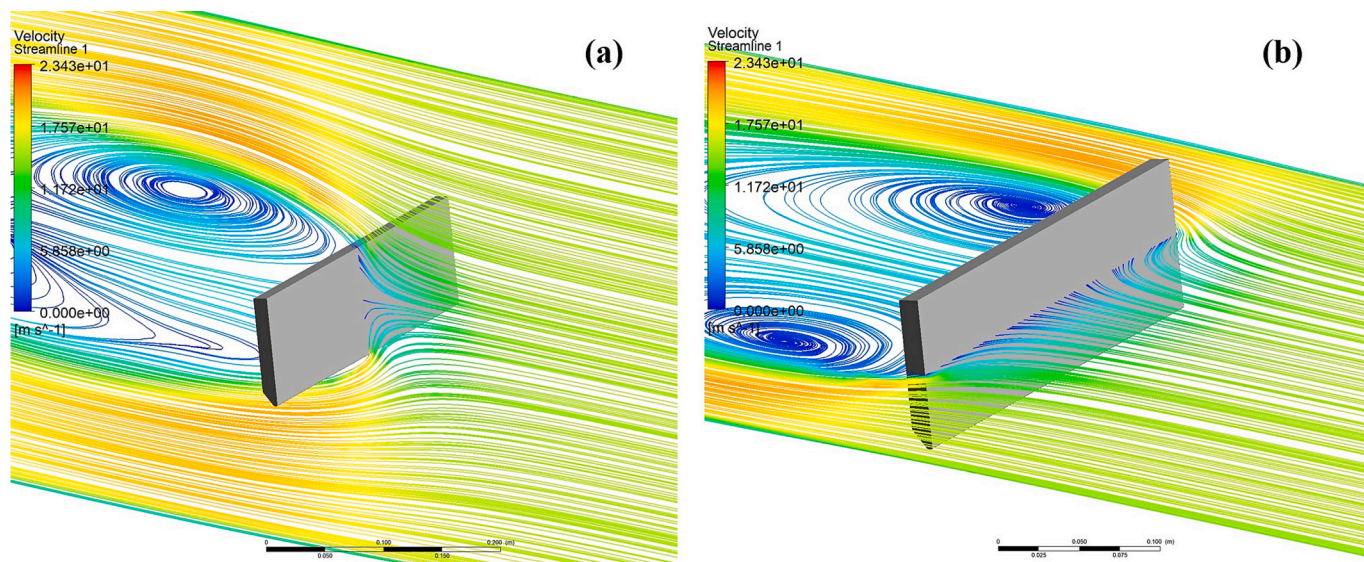 Velocity
Streamline 1
2.343e+01
1.757e+01
1.172e+01
5.858e+00
0.000e+00
[m s^-1]
(a)
0
0.100
0.200 (m)
0.050
0.150
Velocity
Streamline 1
2.343e+01
1.757e+01
1.172e+01
5.858e+00
0.000e+00
[m s^-1]
(b)
0
0.050
0.100 (m)
0.025
0.075